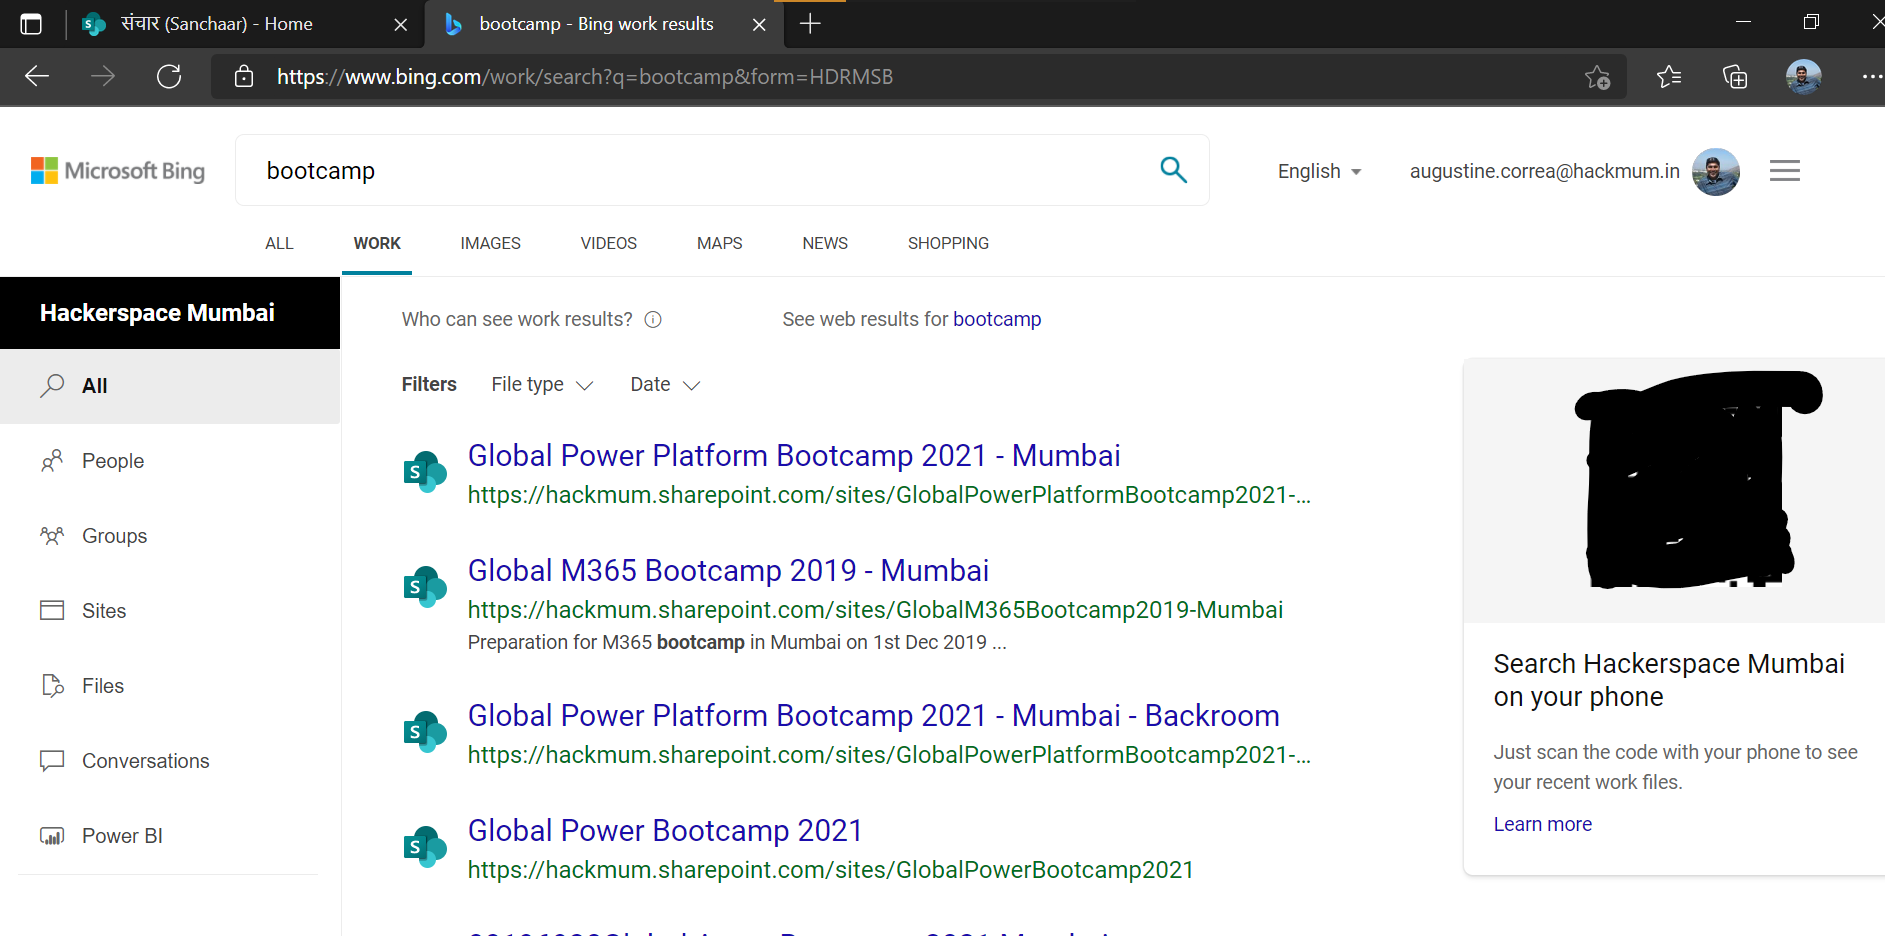 संचार (Sanchaar) - Home
bootcamp - Bing work results
https://www.bing.com/work/search?q=bootcamp&form=HDRMSB
Microsoft Bing
bootcamp
English
augustine.correa@hackmum.in
ALL WORK IMAGES VIDEOS MAPS NEWS SHOPPING
Hackerspace Mumbai
All
People
Groups
Sites
Files
Conversations
Power BI
Who can see work results? See web results for bootcamp
Filters File type Date
Global Power Platform Bootcamp 2021 - Mumbai
https://hackmum.sharepoint.com/sites/GlobalPowerPlatformBootcamp2021-...
Global M365 Bootcamp 2019 - Mumbai
https://hackmum.sharepoint.com/sites/GlobalM365Bootcamp2019-Mumbai
Preparation for M365 bootcamp in Mumbai on 1st Dec 2019 ...
Global Power Platform Bootcamp 2021 - Mumbai - Backroom
https://hackmum.sharepoint.com/sites/GlobalPowerPlatformBootcamp2021-...
Global Power Bootcamp 2021
https://hackmum.sharepoint.com/sites/GlobalPowerBootcamp2021
Search Hackerspace Mumbai
on your phone
Just scan the code with your phone to see
your recent work files.
Learn more